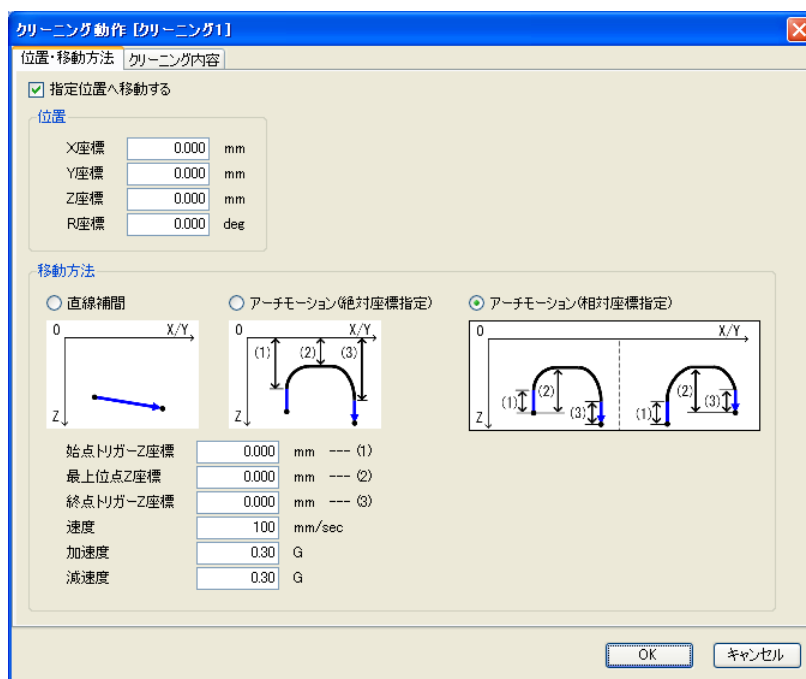 クリーニング動作 [クリーニング1]
位置・移動方法 クリーニング内容
指定位置へ移動する
位置
X座標 0.000 mm
Y座標 0.000 mm
Z座標 0.000 mm
R座標 0.000 deg
移動方法
直線補間 アーチモーション(絶対座標指定) アーチモーション(相対座標指定)
0 X/Y 0 X/Y 0 X/Y
(1) (2) (3) (1) (2) (3) (1) (2) (3)
Z Z Z
始点トリガーZ座標 0.000 mm --- (1)
最上位点Z座標 0.000 mm --- (2)
終点トリガーZ座標 0.000 mm --- (3)
速度 100 mm/sec
加速度 0.30 G
減速度 0.30 G
OK キャンセル